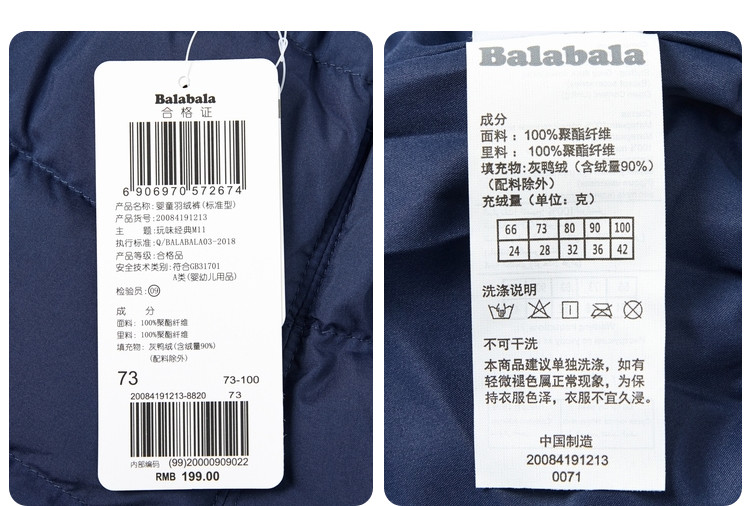 Balabala
合格证
6 906970 572674
产品名称: 婴童羽绒裤(标准型)
产品货号: 20084191213
主 题: 玩味经典M11
执行标准: Q/BALABALA03-2018
产品等级: 合格品
安全技术类别: 符合GB31701
A类(婴幼儿用品)
检验员: 09
成 分
面料: 100%聚酯纤维
里料: 100%聚酯纤维
填充物: 灰鸭绒(含绒量90%)
(配料除外)
73 73-100
20084191213-8820 73
内部编码 (99)20000909022
RMB 199.00
Balabala
成分
面料：100%聚酯纤维
里料： 100%聚酯纤维
填充物: 灰鸭绒（含绒量90%）
（配料除外）
充绒量（单位：克）
66 73 80 90 100
24 28 32 36 42
洗涤说明
不可干洗
本商品建议单独洗涤，如有
轻微褪色属正常现象，为保
持衣服色泽，衣服不宜久浸。
中国制造
20084191213
0071